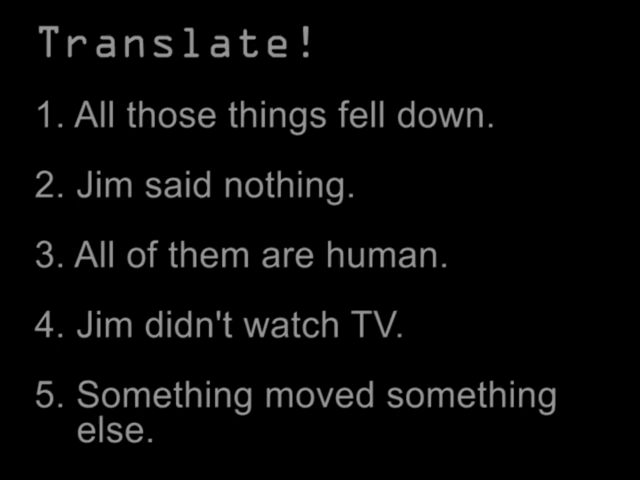 Translate!
1. All those things fell down.
2. Jim said nothing.
3. All of them are human.
4. Jim didn't watch TV.
5. Something moved something
else.